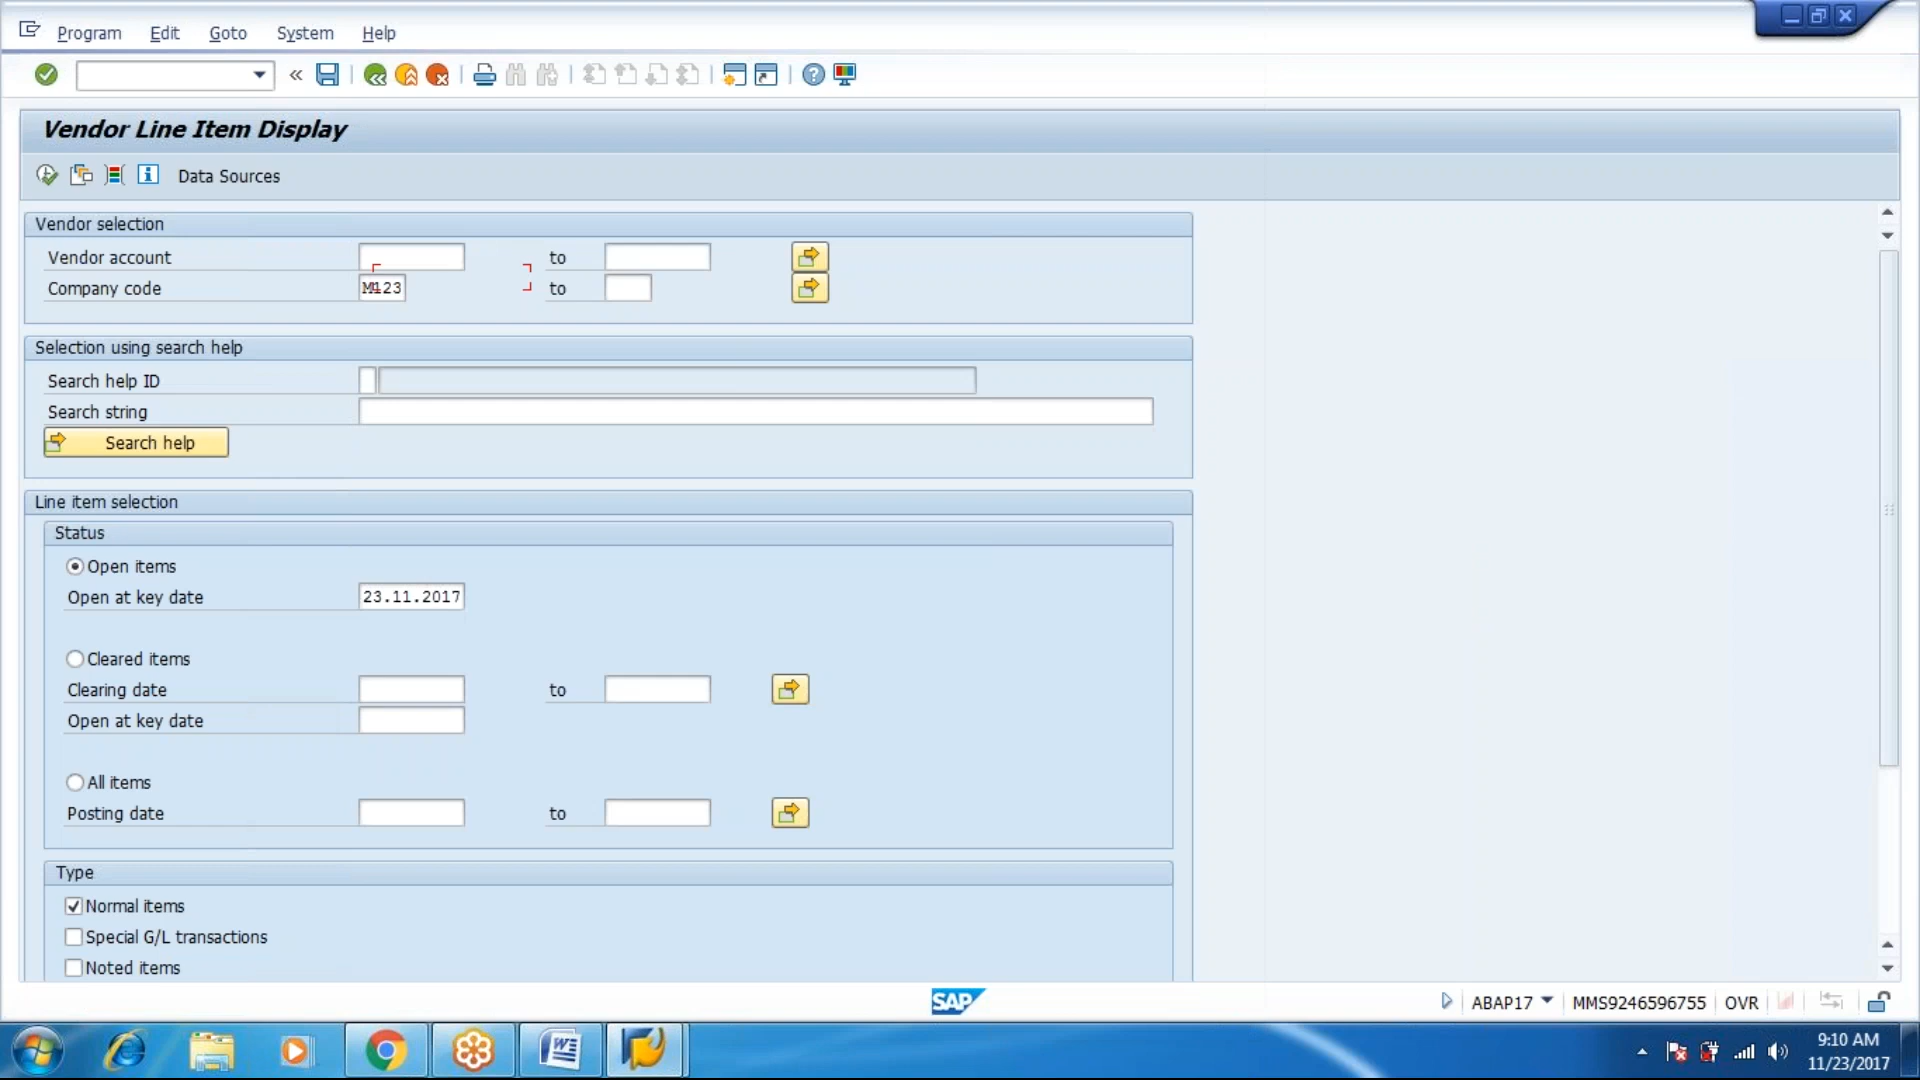 Program Edit Goto System Help
Vendor Line Item Display
Data Sources
Vendor selection
Vendor account to
Company code M123 to
Selection using search help
Search help ID
Search string
Search help
Line item selection
Status
Open items
Open at key date 23.11.2017
Cleared items
Clearing date to
Open at key date
All items
Posting date to
Type
Normal items
Special G/L transactions
Noted items
SAP ABAP17 MMS9246596755 OVR
9:10 AM
11/23/2017